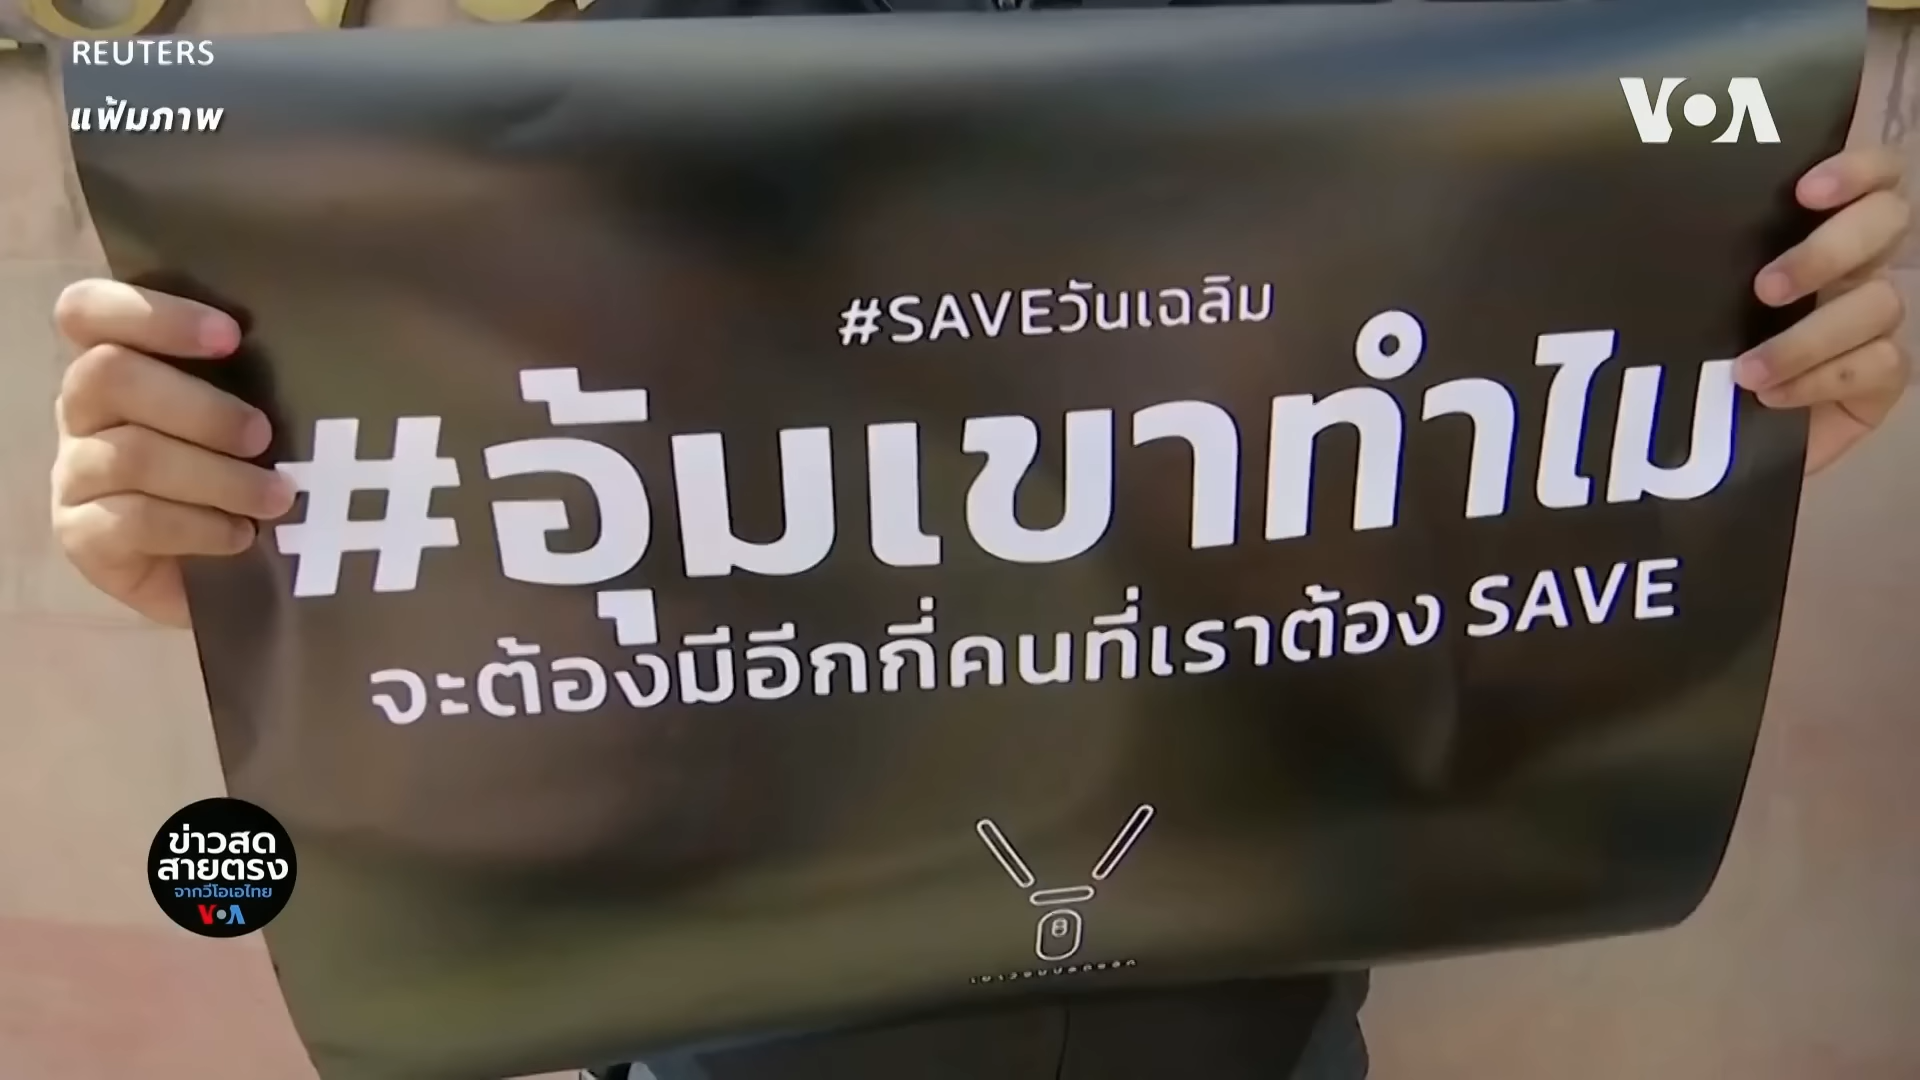 REUTERS
แฟ้มภาพ
VOA
#SAVEวันเฉลิม
#อุ้มเขาทำไม
จะต้องมีอีกกี่คนที่เราต้อง SAVE
ข่าวสด
สายตรง
จากวีโอเอไทย
VOA